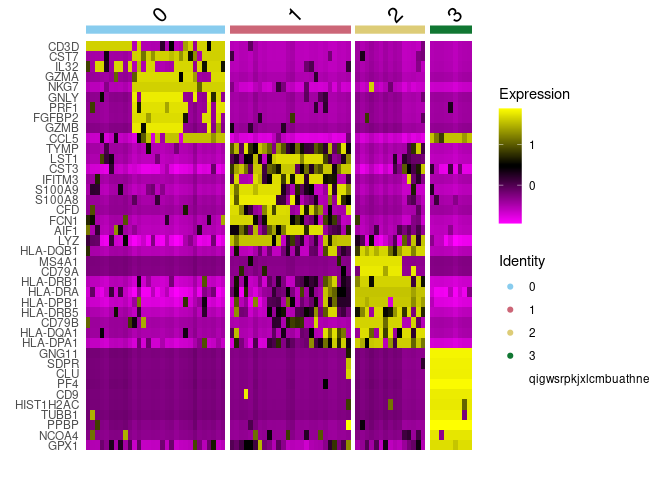 0 1 2 3
CD3D
CST7
IL32
GZMA
NKG7
GNLY
PRF1
FGFBP2
GZMB
CCL5
TYMP
LST1
CST3
IFITM3
S100A9
S100A8
CFD
FCN1
AIF1
LYZ
HLA-DQB1
MS4A1
CD79A
HLA-DRB1
HLA-DRA
HLA-DPB1
HLA-DRB5
CD79B
HLA-DQA1
HLA-DPA1
GNG11
SDPR
CLU
PF4
CD9
HIST1H2AC
TUBB1
PPBP
NCOA4
GPX1
Expression
1
0
Identity
0
1
2
3
qigwsrpkjxlcmbuathne